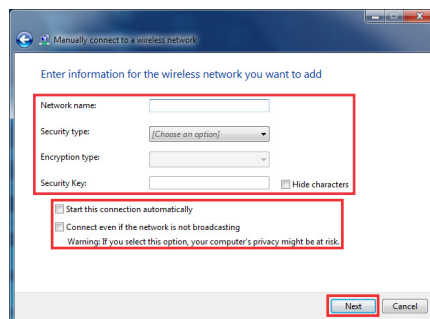 Manually connect to a wireless network
Enter information for the wireless network you want to add
Network name:
Security type: [Choose an option]
Encryption type:
Security Key: Hide characters
Start this connection automatically
Connect even if the network is not broadcasting
Warning: If you select this option, your computer's privacy might be at risk.
Next Cancel